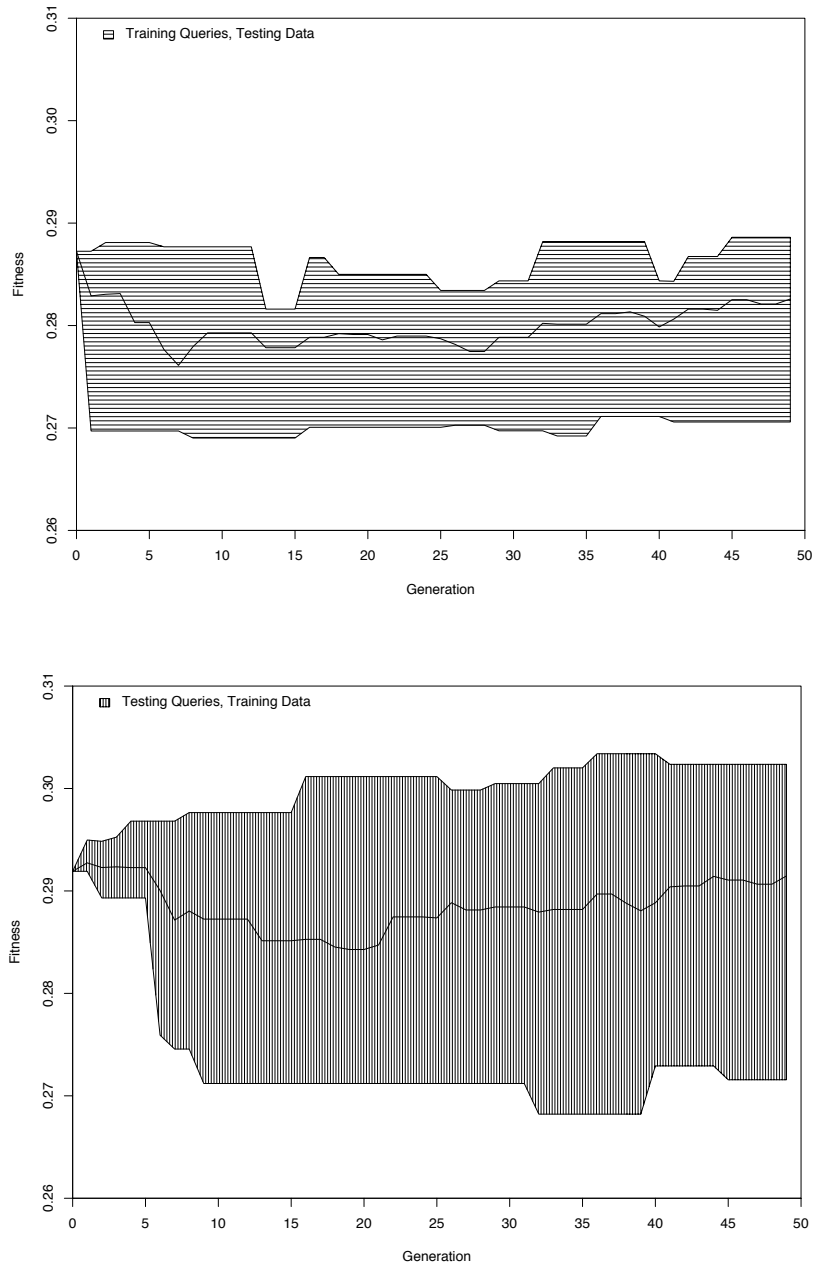 Training Queries, Testing Data
0.31
0.30
0.29
0.28
0.27
0.26
Fitness
0 5 10 15 20 25 30 35 40 45 50
Generation
Testing Queries, Training Data
0.31
0.30
0.29
0.28
0.27
0.26
Fitness
0 5 10 15 20 25 30 35 40 45 50
Generation